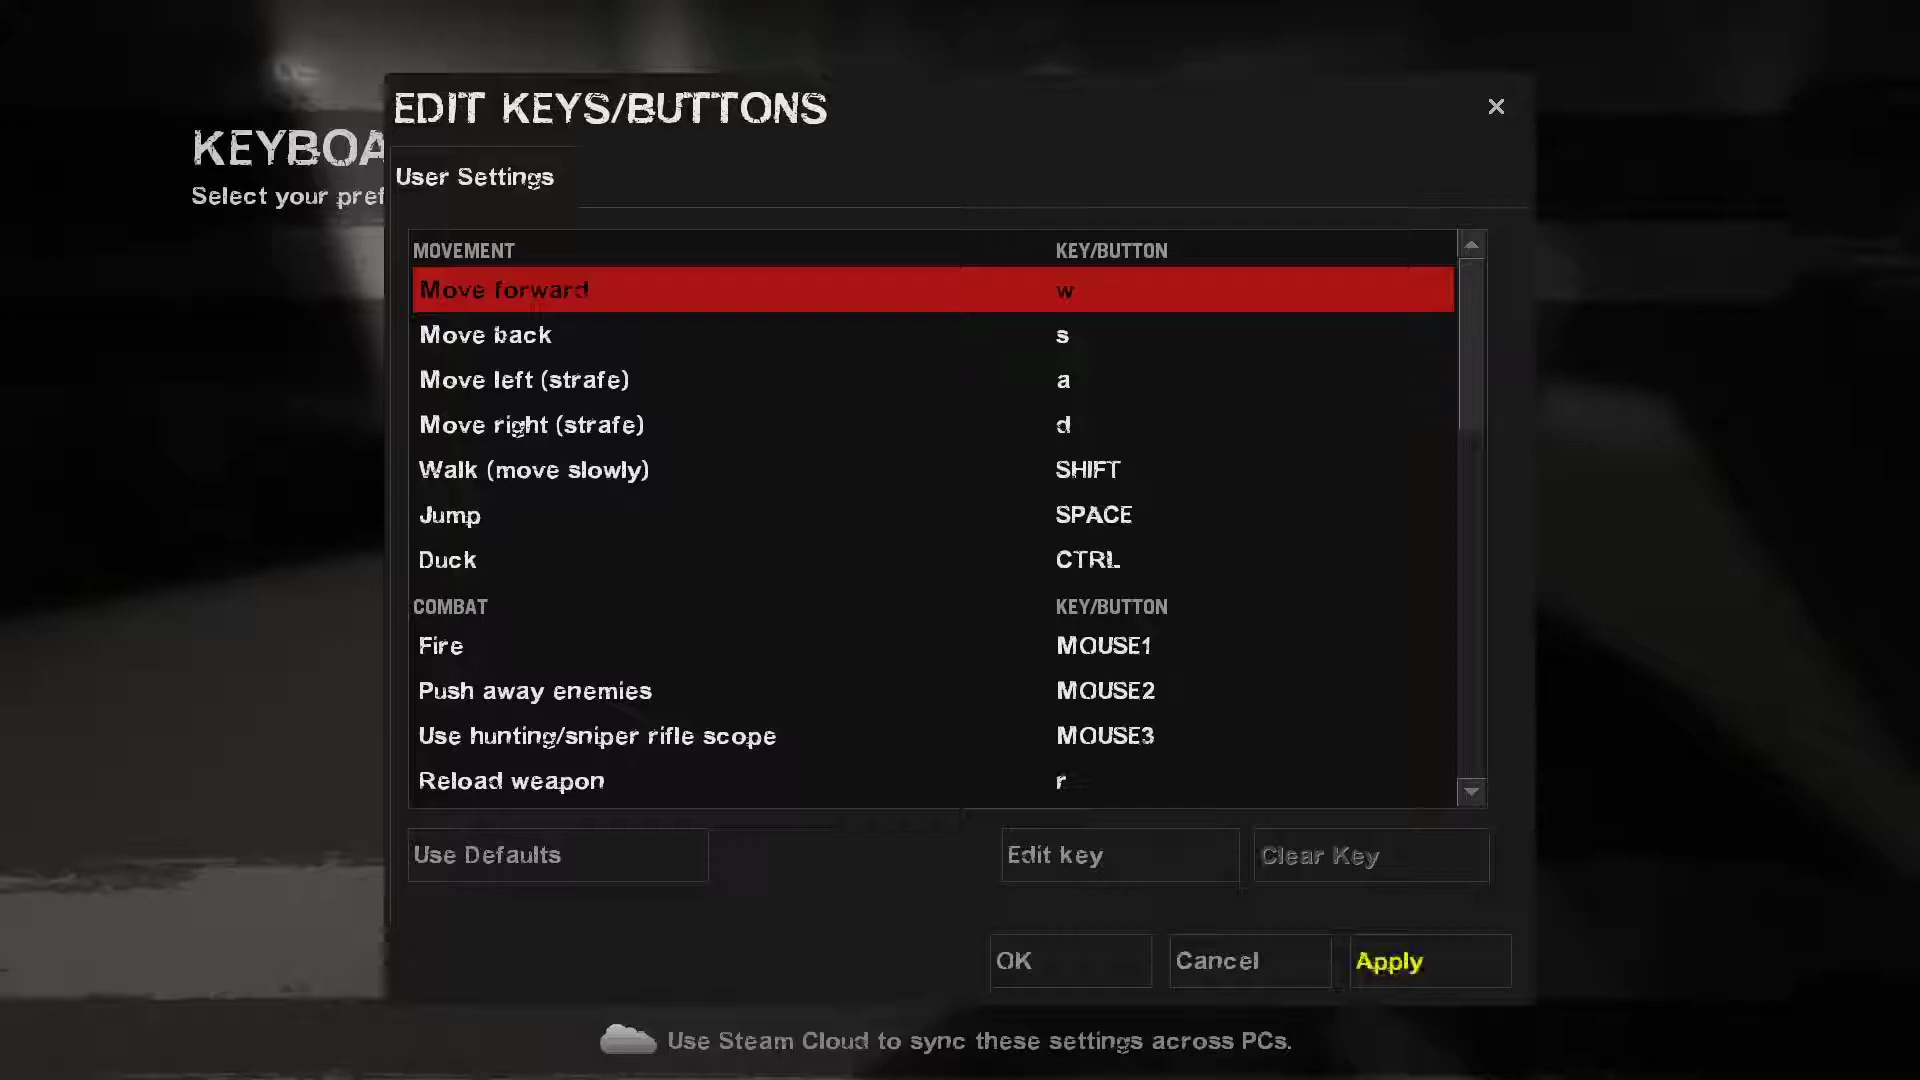 EDIT KEYS/BUTTONS
KEYBOA
Select your pref
User Settings
MOVEMENT KEY/BUTTON
Move forward w
Move back s
Move left (strafe) a
Move right (strafe) d
Walk (move slowly) SHIFT
Jump SPACE
Duck CTRL
COMBAT KEY/BUTTON
Fire MOUSE1
Push away enemies MOUSE2
Use hunting/sniper rifle scope MOUSE3
Reload weapon r
Use Defaults Edit key Clear Key
OK Cancel Apply
Use Steam Cloud to sync these settings across PCs.